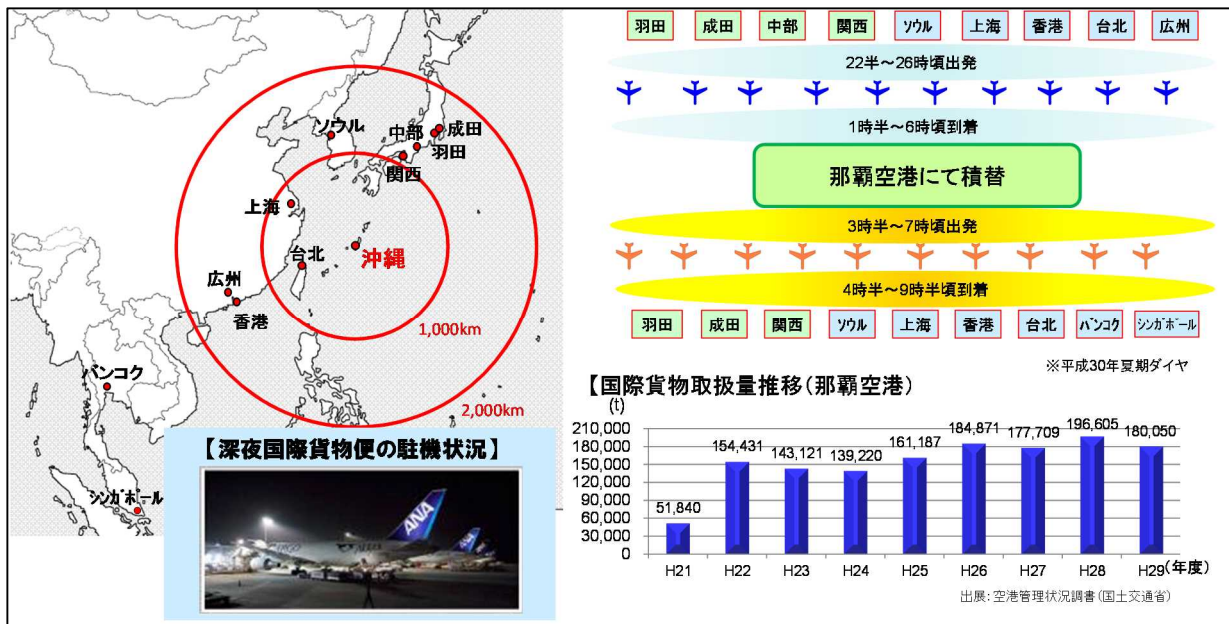 ソウル
中部
成田
羽田
関西
上海
沖縄
台北
広州
香港
1,000km
バンコク
2,000km
シンガポール
【深夜国際貨物便の駐機状況】
ANA
羽田 成田 中部 関西 ソウル 上海 香港 台北 広州
22半～26時頃出発
1時半～6時頃到着
那覇空港にて積替
3時半～7時頃出発
4時半～9時半頃到着
羽田 成田 関西 ソウル 上海 香港 台北 バンコク シンガポール
※平成30年夏期ダイヤ
【国際貨物取扱量推移(那覇空港)
(t)
210,000
180,000
150,000
120,000
90,000
60,000
30,000
0
51,840 154,431 143,121 139,220 161,187 184,871 177,709 196,605 180,050
H21 H22 H23 H24 H25 H26 H27 H28 H29 (年度)
出展:空港管理状況調書(国土交通省)